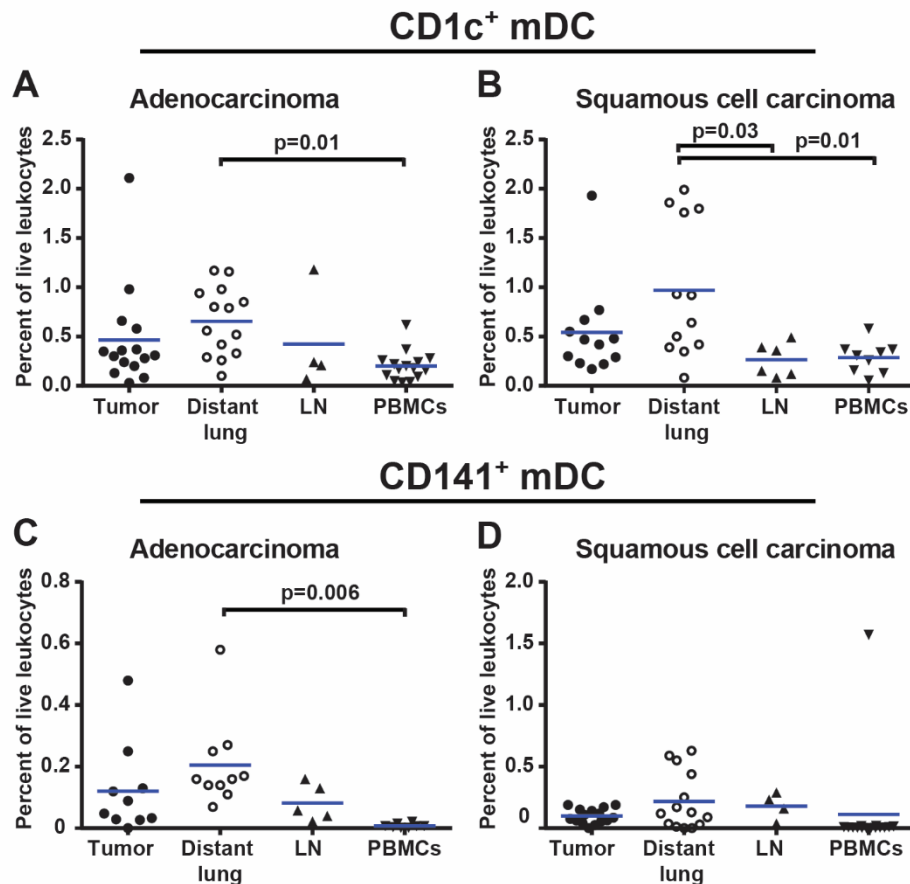 CD1c⁺ mDC
A
Adenocarcinoma
Percent of live leukocytes
2.5
2.0
1.5
1.0
0.5
0.0
p=0.01
Tumor
Distant
lung
LN
PBMCs
B
Squamous cell carcinoma
Percent of live leukocytes
2.5
2.0
1.5
1.0
0.5
0.0
p=0.03
p=0.01
Tumor
Distant
lung
LN
PBMCs
CD141⁺ mDC
C
Adenocarcinoma
Percent of live leukocytes
0.8
0.6
0.4
0.2
0
p=0.006
Tumor
Distant
lung
LN
PBMCs
D
Squamous cell carcinoma
Percent of live leukocytes
2.0
1.5
1.0
0.5
0
Tumor
Distant
lung
LN
PBMCs